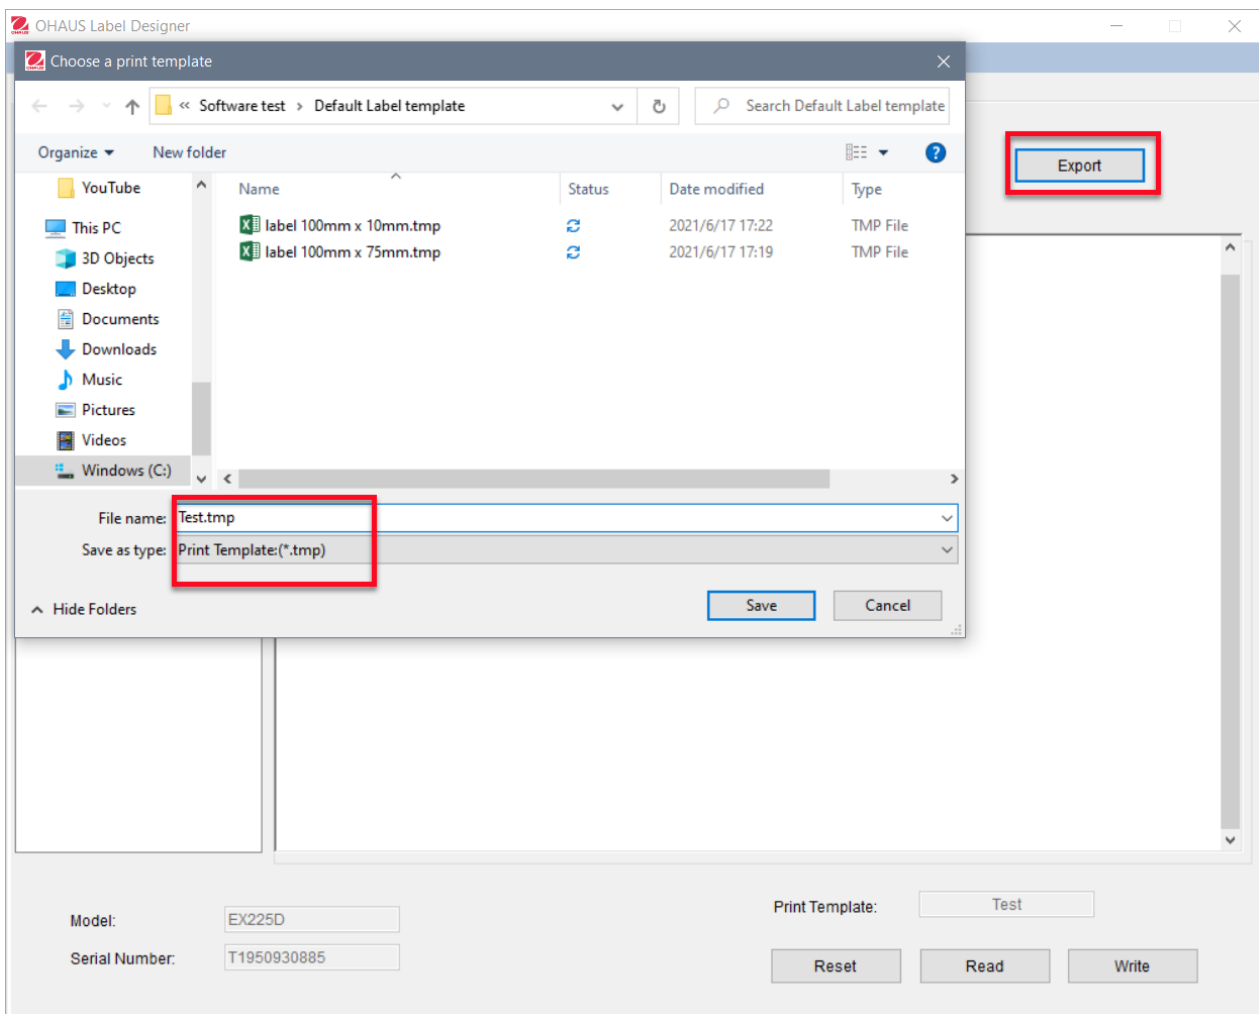 OHAUS Label Designer
Choose a print template
« Software test > Default Label template
Search Default Label template
Organize
New folder
Export
YouTube
This PC
3D Objects
Desktop
Documents
Downloads
Music
Pictures
Videos
Windows (C:)
Name Status Date modified Type
label 100mm x 10mm.tmp 2021/6/17 17:22 TMP File
label 100mm x 75mm.tmp 2021/6/17 17:19 TMP File
File name: Test.tmp
Save as type: Print Template:(*.tmp)
Hide Folders
Save
Cancel
Model: EX225D
Serial Number: T1950930885
Print Template: Test
Reset
Read
Write